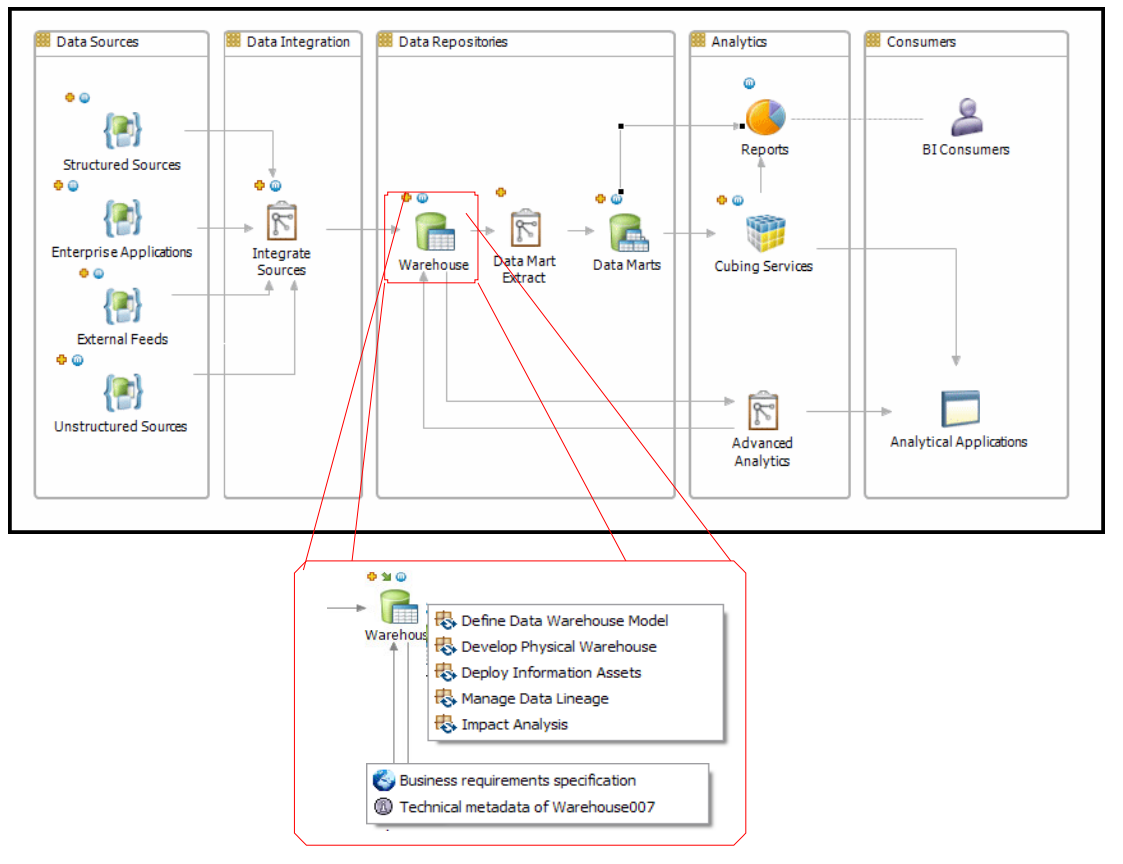 Data Sources
Data Integration
Data Repositories
Analytics
Consumers
Structured Sources
Enterprise Applications
External Feeds
Unstructured Sources
Integrate
Sources
Warehouse
Data Mart
Extract
Data Marts
Reports
Cubing Services
Advanced
Analytics
BI Consumers
Analytical Applications
Warehous
Define Data Warehouse Model
Develop Physical Warehouse
Deploy Information Assets
Manage Data Lineage
Impact Analysis
Business requirements specification
Technical metadata of Warehouse007